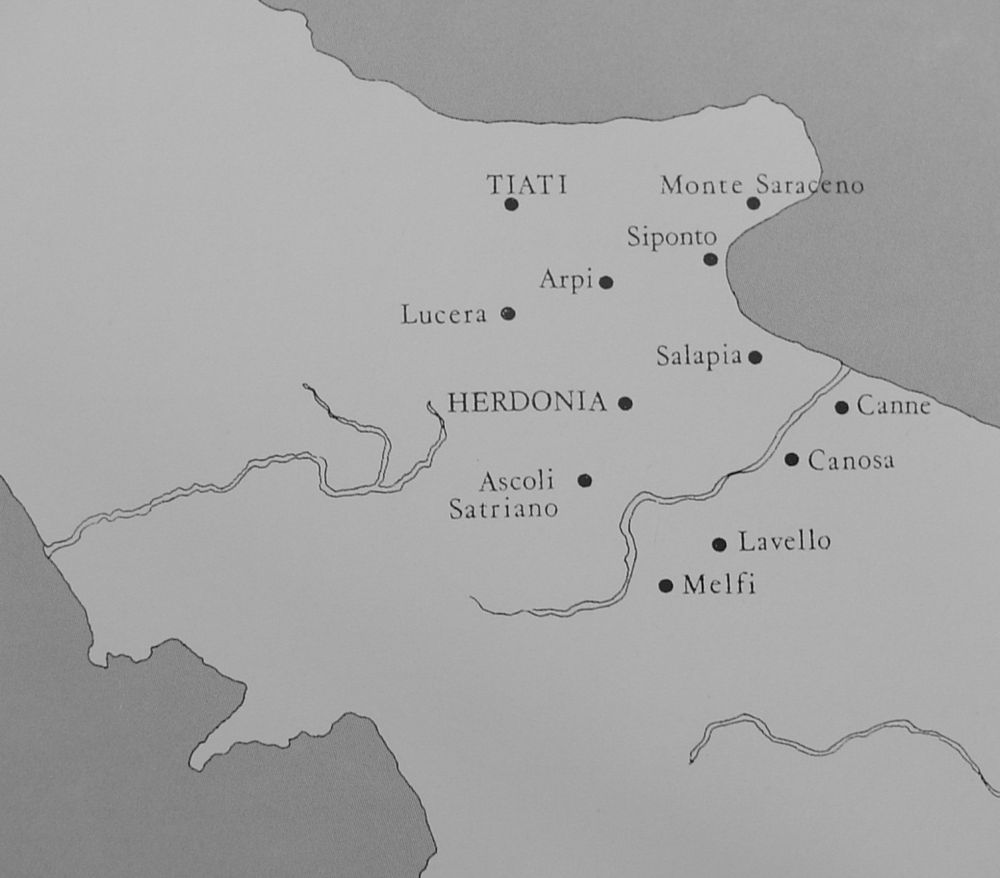 TIATI
Monte Saraceno
Siponto
Arpi
Lucera
Salapia
HERDONIA
Canne
Canosa
Ascoli
Satriano
Lavello
Melfi